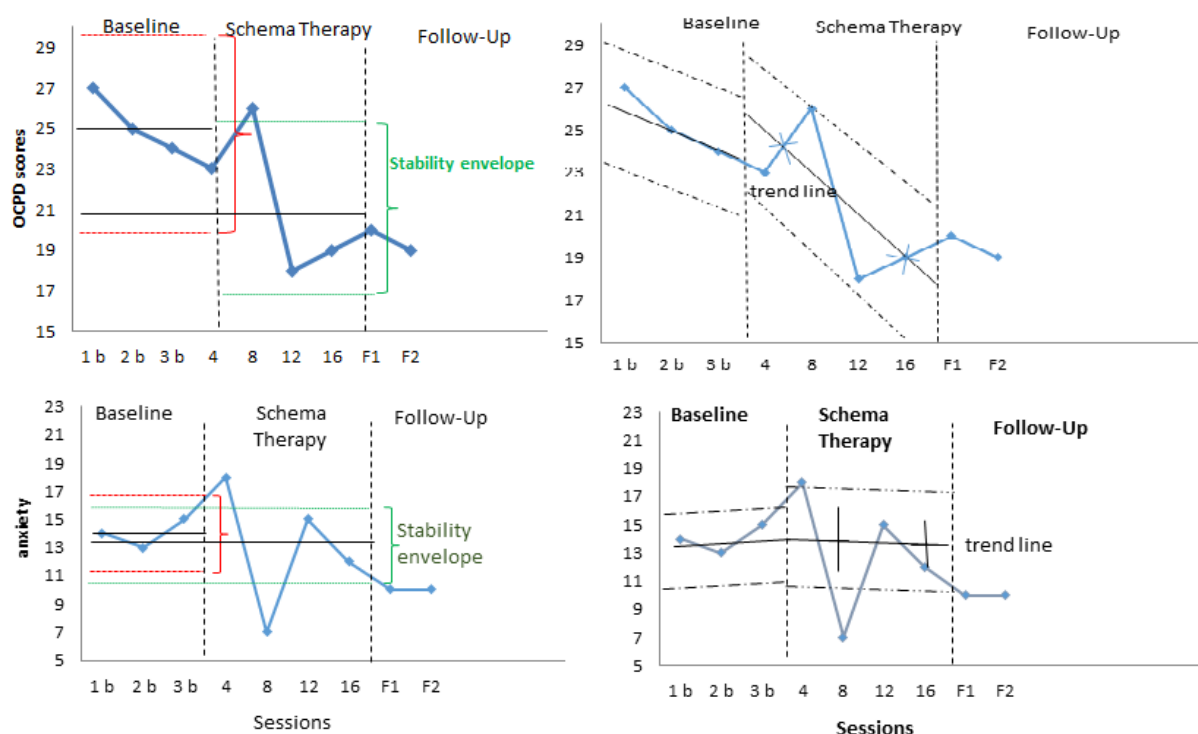 Baseline Schema Therapy Follow-Up
OCPD scores
29
27
25
23
21
19
17
15
Stability envelope
1 b 2 b 3 b 4 8 12 16 F1 F2
Baseline Schema Therapy Follow-Up
29
27
25
23
21
19
17
15
trend line
1 b 2 b 3 b 4 8 12 16 F1 F2
Baseline Schema Follow-Up
Therapy
anxiety
23
21
19
17
15
13
11
9
7
5
Stability
envelope
1 b 2 b 3 b 4 8 12 16 F1 F2
Sessions
Baseline Schema Follow-Up
Therapy
23
21
19
17
15
13
11
9
7
5
trend line
1 b 2 b 3 b 4 8 12 16 F1 F2
Sessions